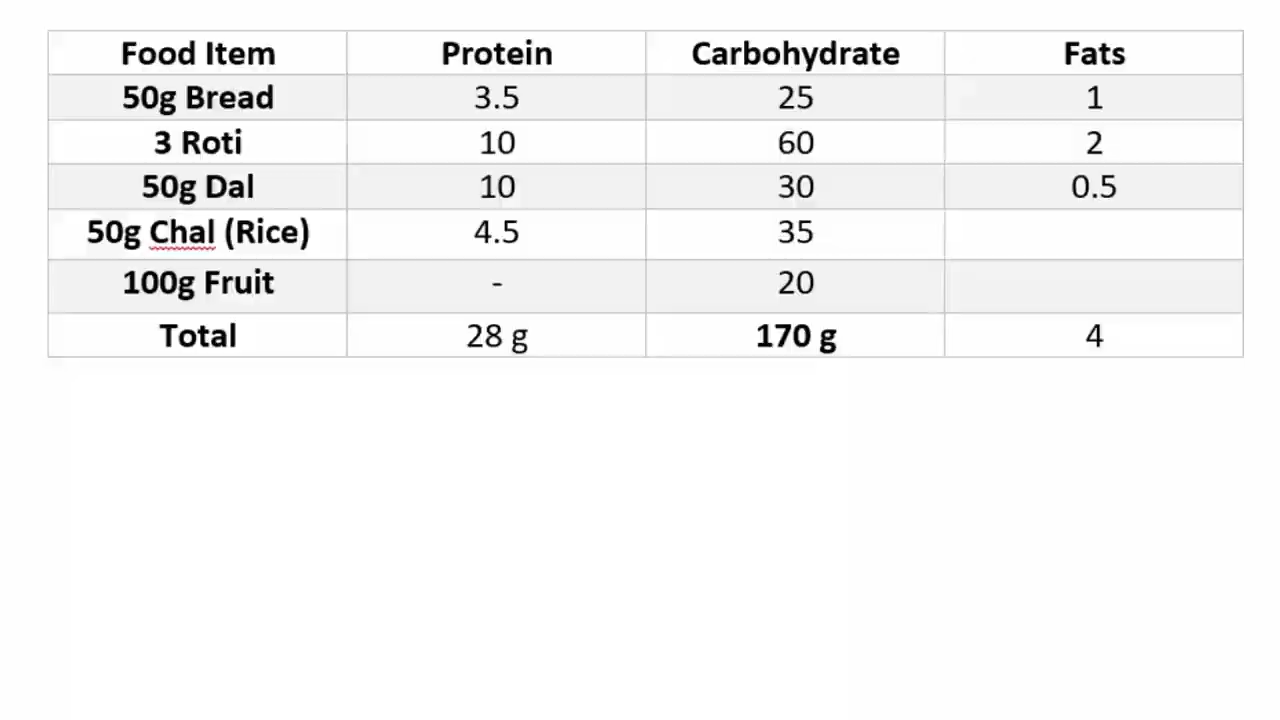 Food Item Protein Carbohydrate Fats
50g Bread 3.5 25 1
3 Roti 10 60 2
50g Dal 10 30 0.5
50g Chal (Rice) 4.5 35
100g Fruit - 20
Total 28 g 170 g 4